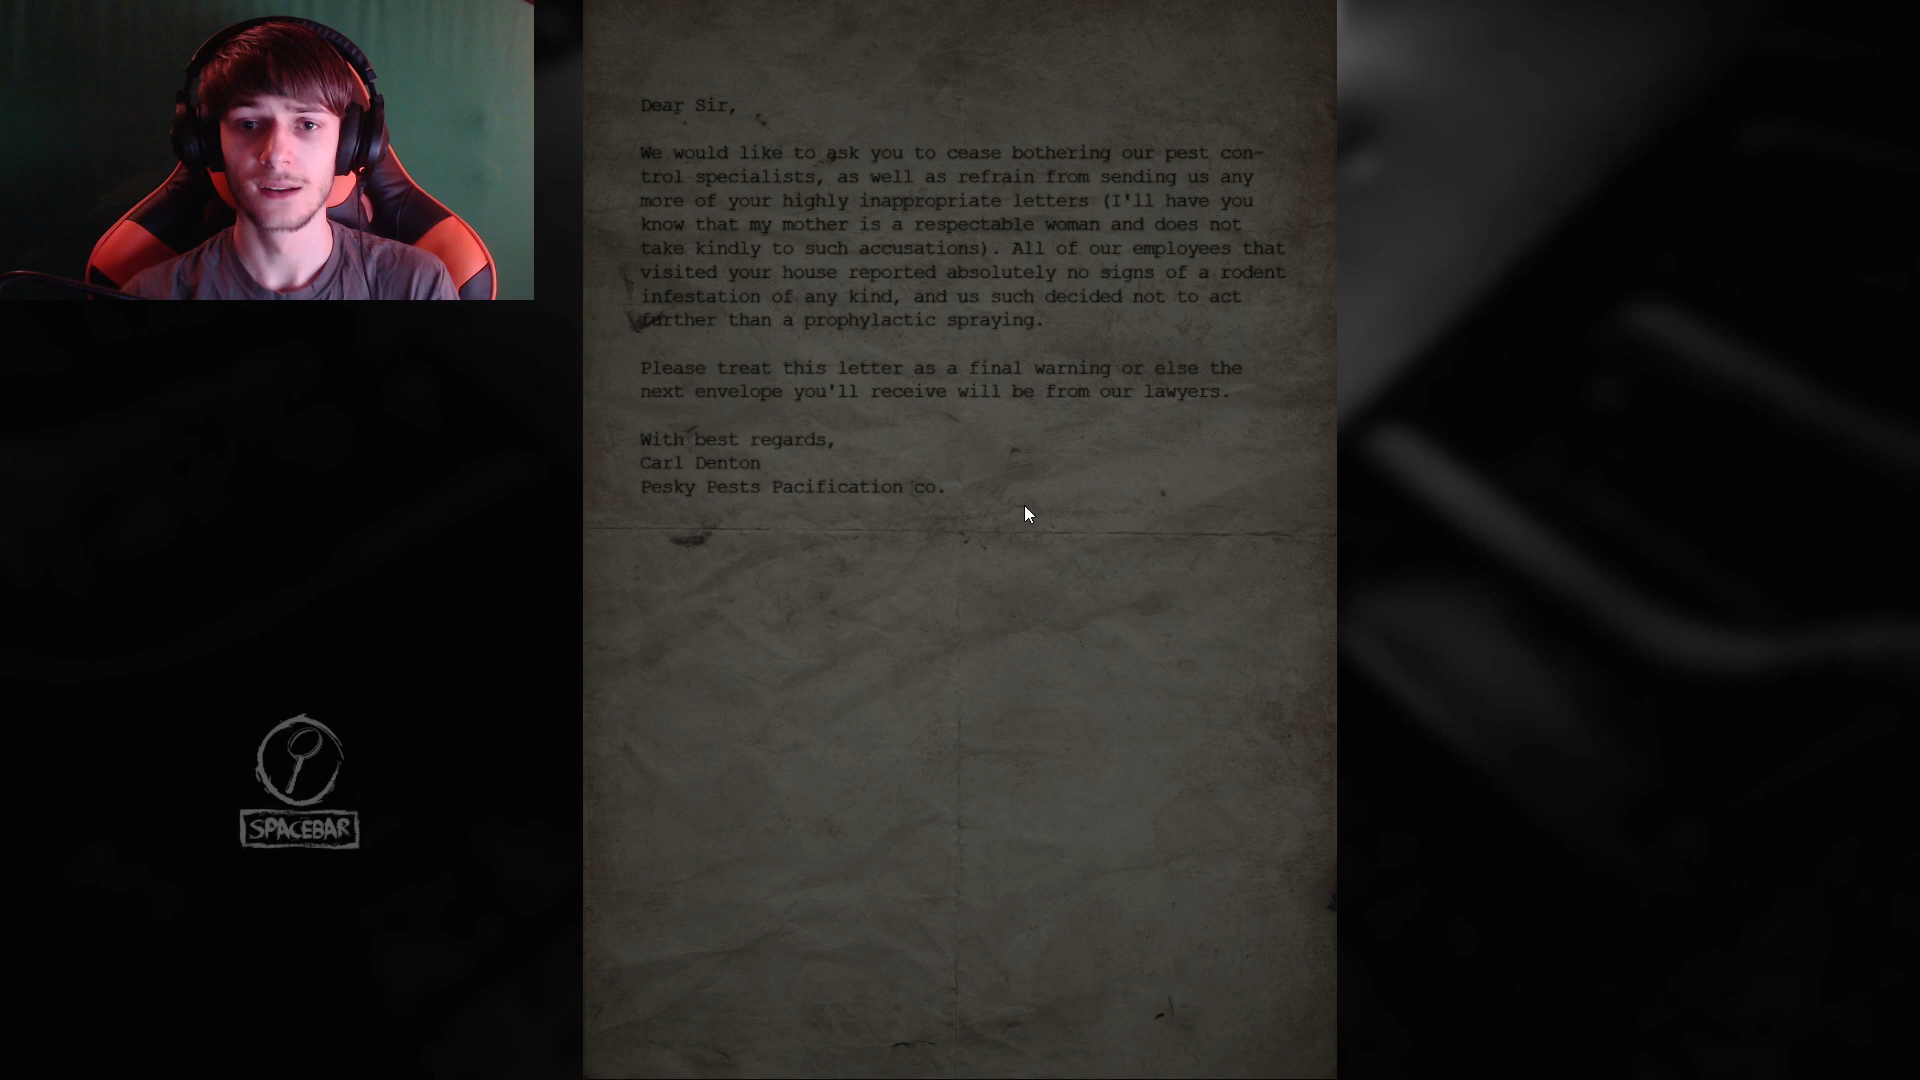 Dear Sir,
We would like to ask you to cease bothering our pest con-
trol specialists, as well as refrain from sending us any
more of your highly inappropriate letters (I'll have you
know that my mother is a respectable woman and does not
take kindly to such accusations). All of our employees that
visited your house reported absolutely no signs of a rodent
infestation of any kind, and us such decided not to act
further than a prophylactic spraying.
Please treat this letter as a final warning or else the
next envelope you'll receive will be from our lawyers.
With best regards,
Carl Denton
Pesky Pests Pacification co.
SPACEBAR